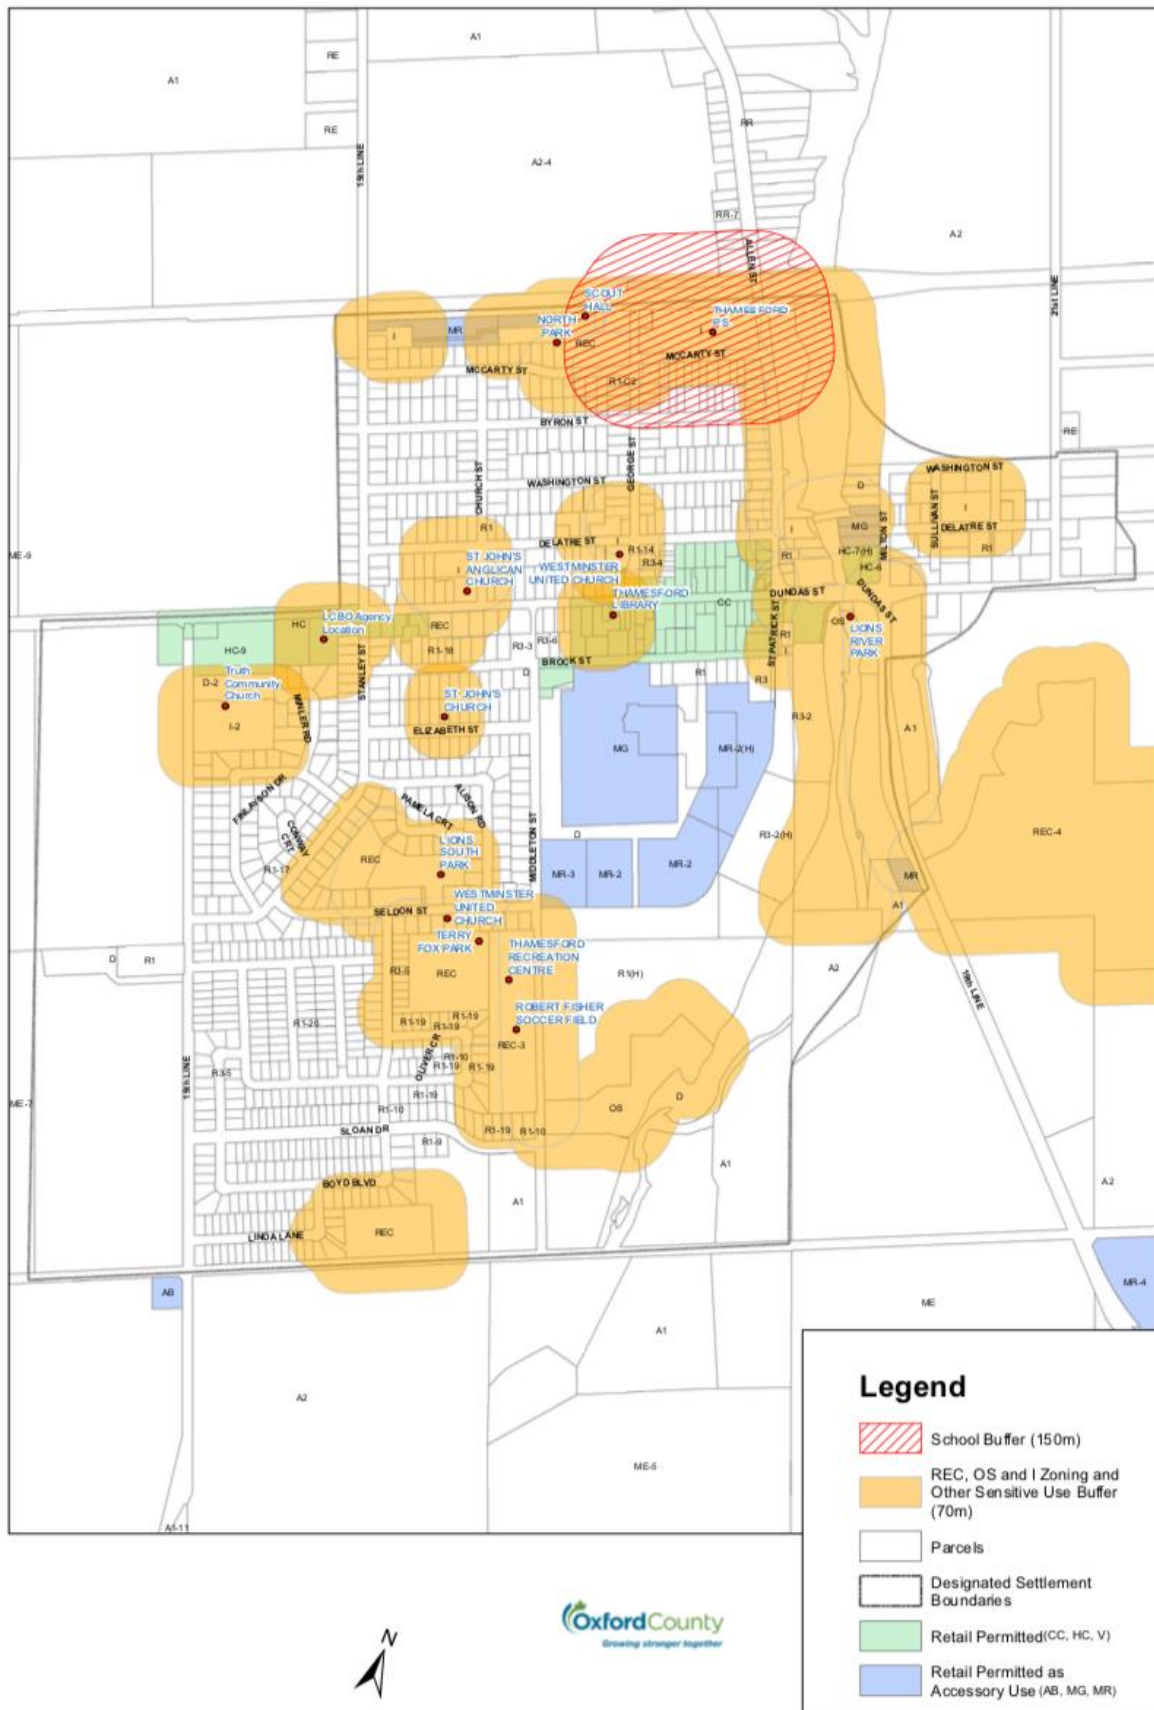 A1
RE
A1
RE
15th LINE
RR
A2-4
RR-7
A2
ALLEN ST
21st LINE
SCOUT
HALL
THAMESFORD
P.S
NORTH
PARK
MR
I
I
REC
MCCARTY ST
MCCARTY ST
R1-C2
BYRON ST
RE
GEORGE ST
WASHINGTON ST
WASHINGTON ST
CHURCH ST
D
SULLIVAN ST
I
R1
MG
MILTON ST
DELATRE ST
DELATRE ST
I
I
R1
ME-9
R1-14
R1
HC-7(H)
ST JOHN'S
ANGLICAN
CHURCH
I
WESTMINSTER
UNITED CHURCH
R3-4
HC-6
THAMESFORD
LIBRARY
CC
DUNDAS ST
DUNDAS ST
LCBO Agency
Location
HC
REC
OS
LIONS
RIVER
PARK
R3-6
R3-3
R1
ST PATRICK ST
HC-9
R1-18
STANLEY ST
BROCK ST
I
Truth
Community
Church
D-2
D
R1
R3
MINLER RD
ST JOHN'S
CHURCH
R3-2
I-2
ELIZABETH ST
A1
MG
MR-2(H)
FINLAYSON DR
ALISON RD
PAMELA CRT
CONWAY
CRT
MIDDLETON ST
D
R3-2(H)
REC-4
REC
LIONS
SOUTH
PARK
R1-17
MR-3
MR-2
MR-2
MR
WESTMINSTER
UNITED
CHURCH
SELDON ST
A1
TERRY
FOX PARK
THAMESFORD
RECREATION
CENTRE
D
R1
R3-5
REC
R1(H)
A2
19th LINE
ROBERT FISHER
SOCCER FIELD
R1-20
R1-19
R1-19
R1-19
REC-3
OLIVER CR
R1-10
R1-19
R1-19
15th LINE
R3-5
R1-19
D
ME-7
R1-10
OS
SLOAN DR
R1-19
R1-10
R1-9
A1
BOYD BLVD
A2
A1
REC
LINDA LANE
AB
MR-4
ME
A1
A2
ME-5
A1-11
Legend
School Buffer (150m)
REC, OS and I Zoning and
Other Sensitive Use Buffer
(70m)
Parcels
Designated Settlement
Boundaries
Retail Permitted (CC, HC, V)
Retail Permitted as
Accessory Use (AB, MG, MR)
N
OxfordCounty
Growing stronger together